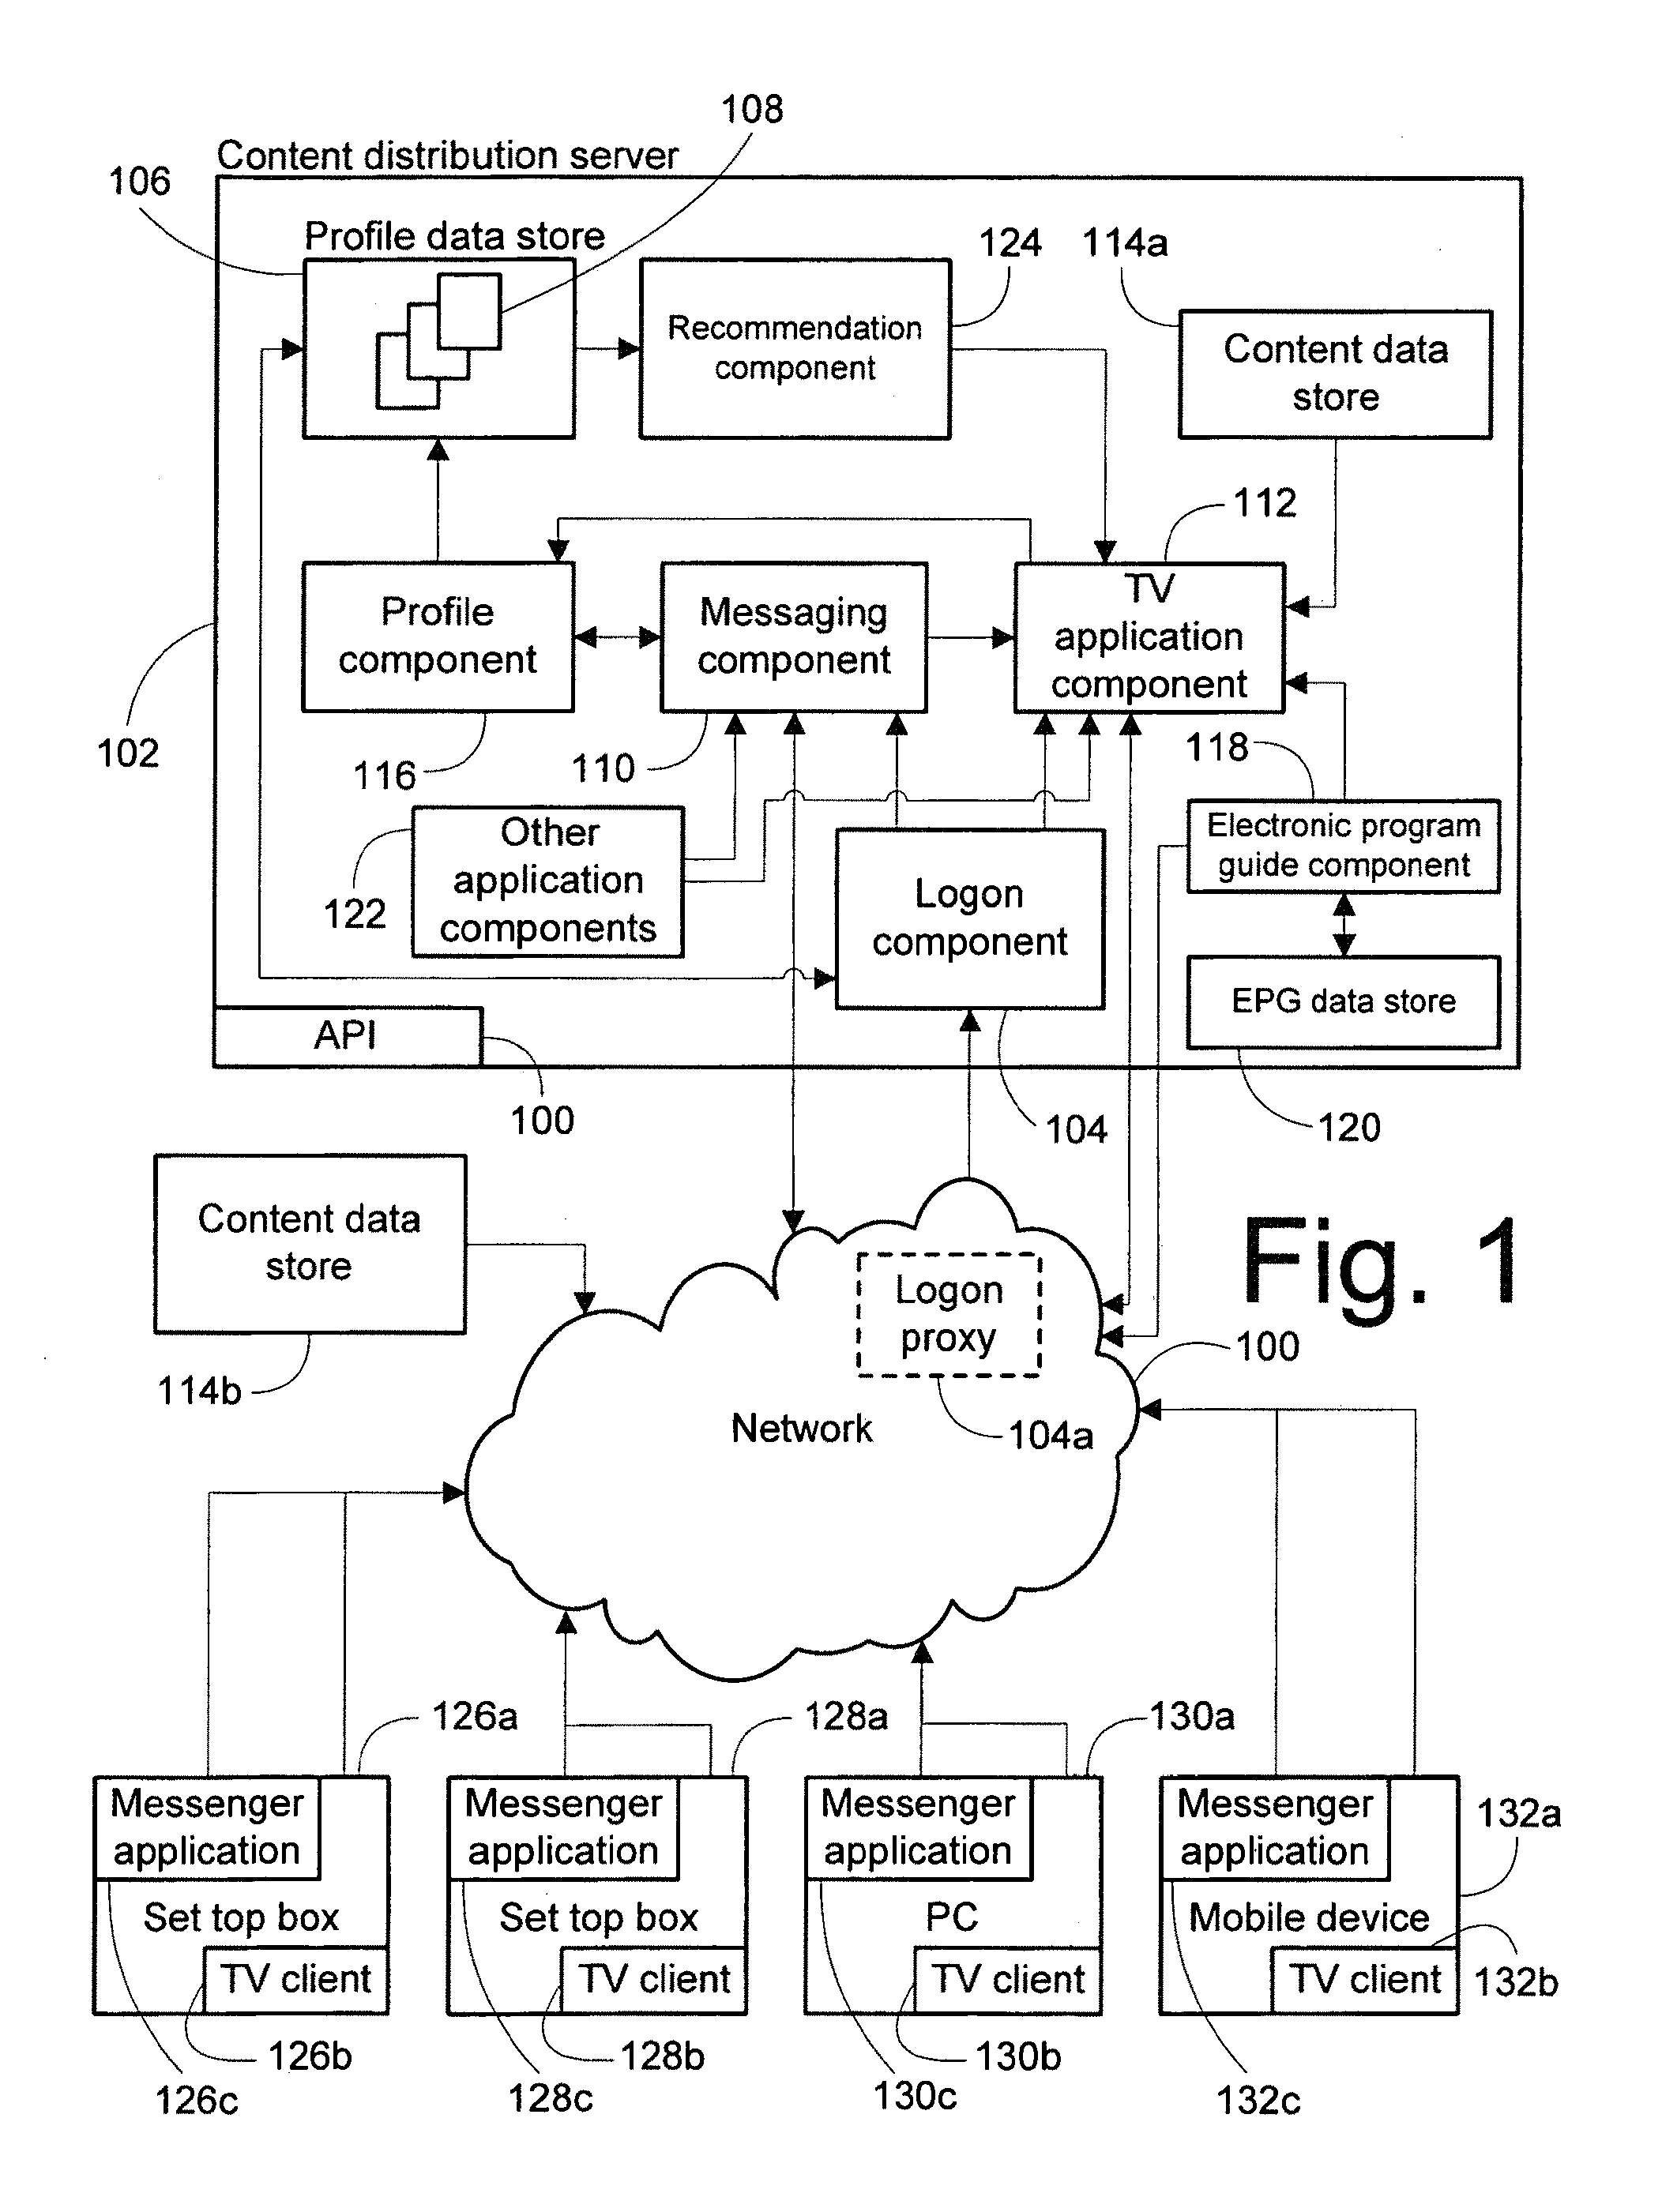 108
Content distribution server
106
Profile data store
124
114a
Recommendation
component
Content data
store
112
Profile
component
Messaging
component
TV
application
component
102
116
110
118
Other
application
components
122
Electronic program
guide component
Logon
component
EPG data store
API
100
104
120
Content data
store
114b
Fig. 1
Logon
proxy
100
Network
104a
126a
128a
130a
Messenger
application
Set top box
TV client
Messenger
application
Set top box
TV client
Messenger
application
PC
TV client
Messenger
application
Mobile device
TV client
132a
132b
126b
128b
130b
126c
128c
130c
132c